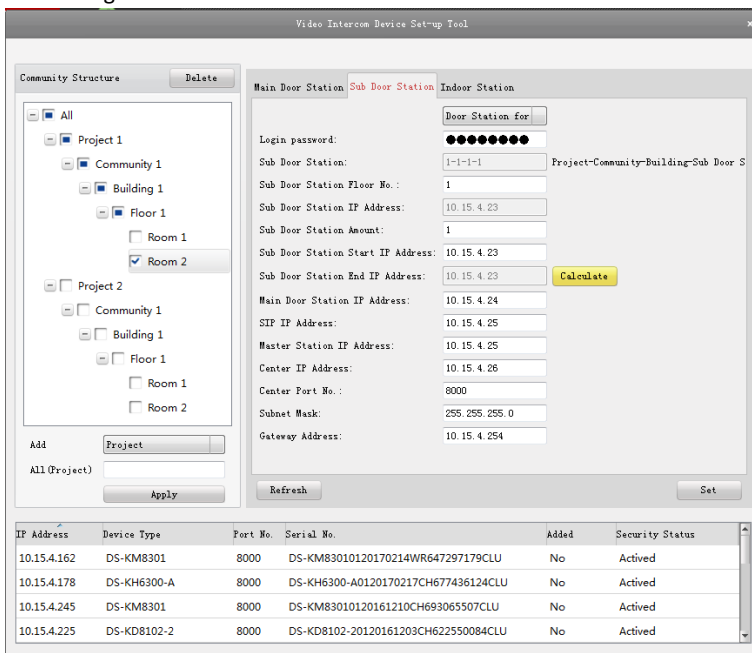 Video Intercom Device Set-up Tool
Community Structure
Delete
All
Project 1
Community 1
Building 1
Floor 1
Room 1
Room 2
Project 2
Community 1
Building 1
Floor 1
Room 1
Room 2
Add
Project
All(Project)
Apply
Main Door Station Sub Door Station Indoor Station
Door Station for
Login password:
Sub Door Station: 1-1-1-1 Project-Community-Building-Sub Door S
Sub Door Station Floor No.: 1
Sub Door Station IP Address: 10.15.4.23
Sub Door Station Amount: 1
Sub Door Station Start IP Address: 10.15.4.23
Sub Door Station End IP Address: 10.15.4.23 Calculate
Main Door Station IP Address: 10.15.4.24
SIP IP Address: 10.15.4.25
Master Station IP Address: 10.15.4.25
Center IP Address: 10.15.4.26
Center Port No.: 8000
Subnet Mask: 255.255.255.0
Gateway Address: 10.15.4.254
Refresh Set
IP Address Device Type Port No. Serial No. Added Security Status
10.15.4.162 DS-KM8301 8000 DS-KM83010120170214WR647297179CLU No Actived
10.15.4.178 DS-KH6300-A 8000 DS-KH6300-A0120170217CH677436124CLU No Actived
10.15.4.245 DS-KM8301 8000 DS-KM83010120161210CH693065507CLU No Actived
10.15.4.225 DS-KD8102-2 8000 DS-KD8102-20120161203CH622550084CLU No Actived